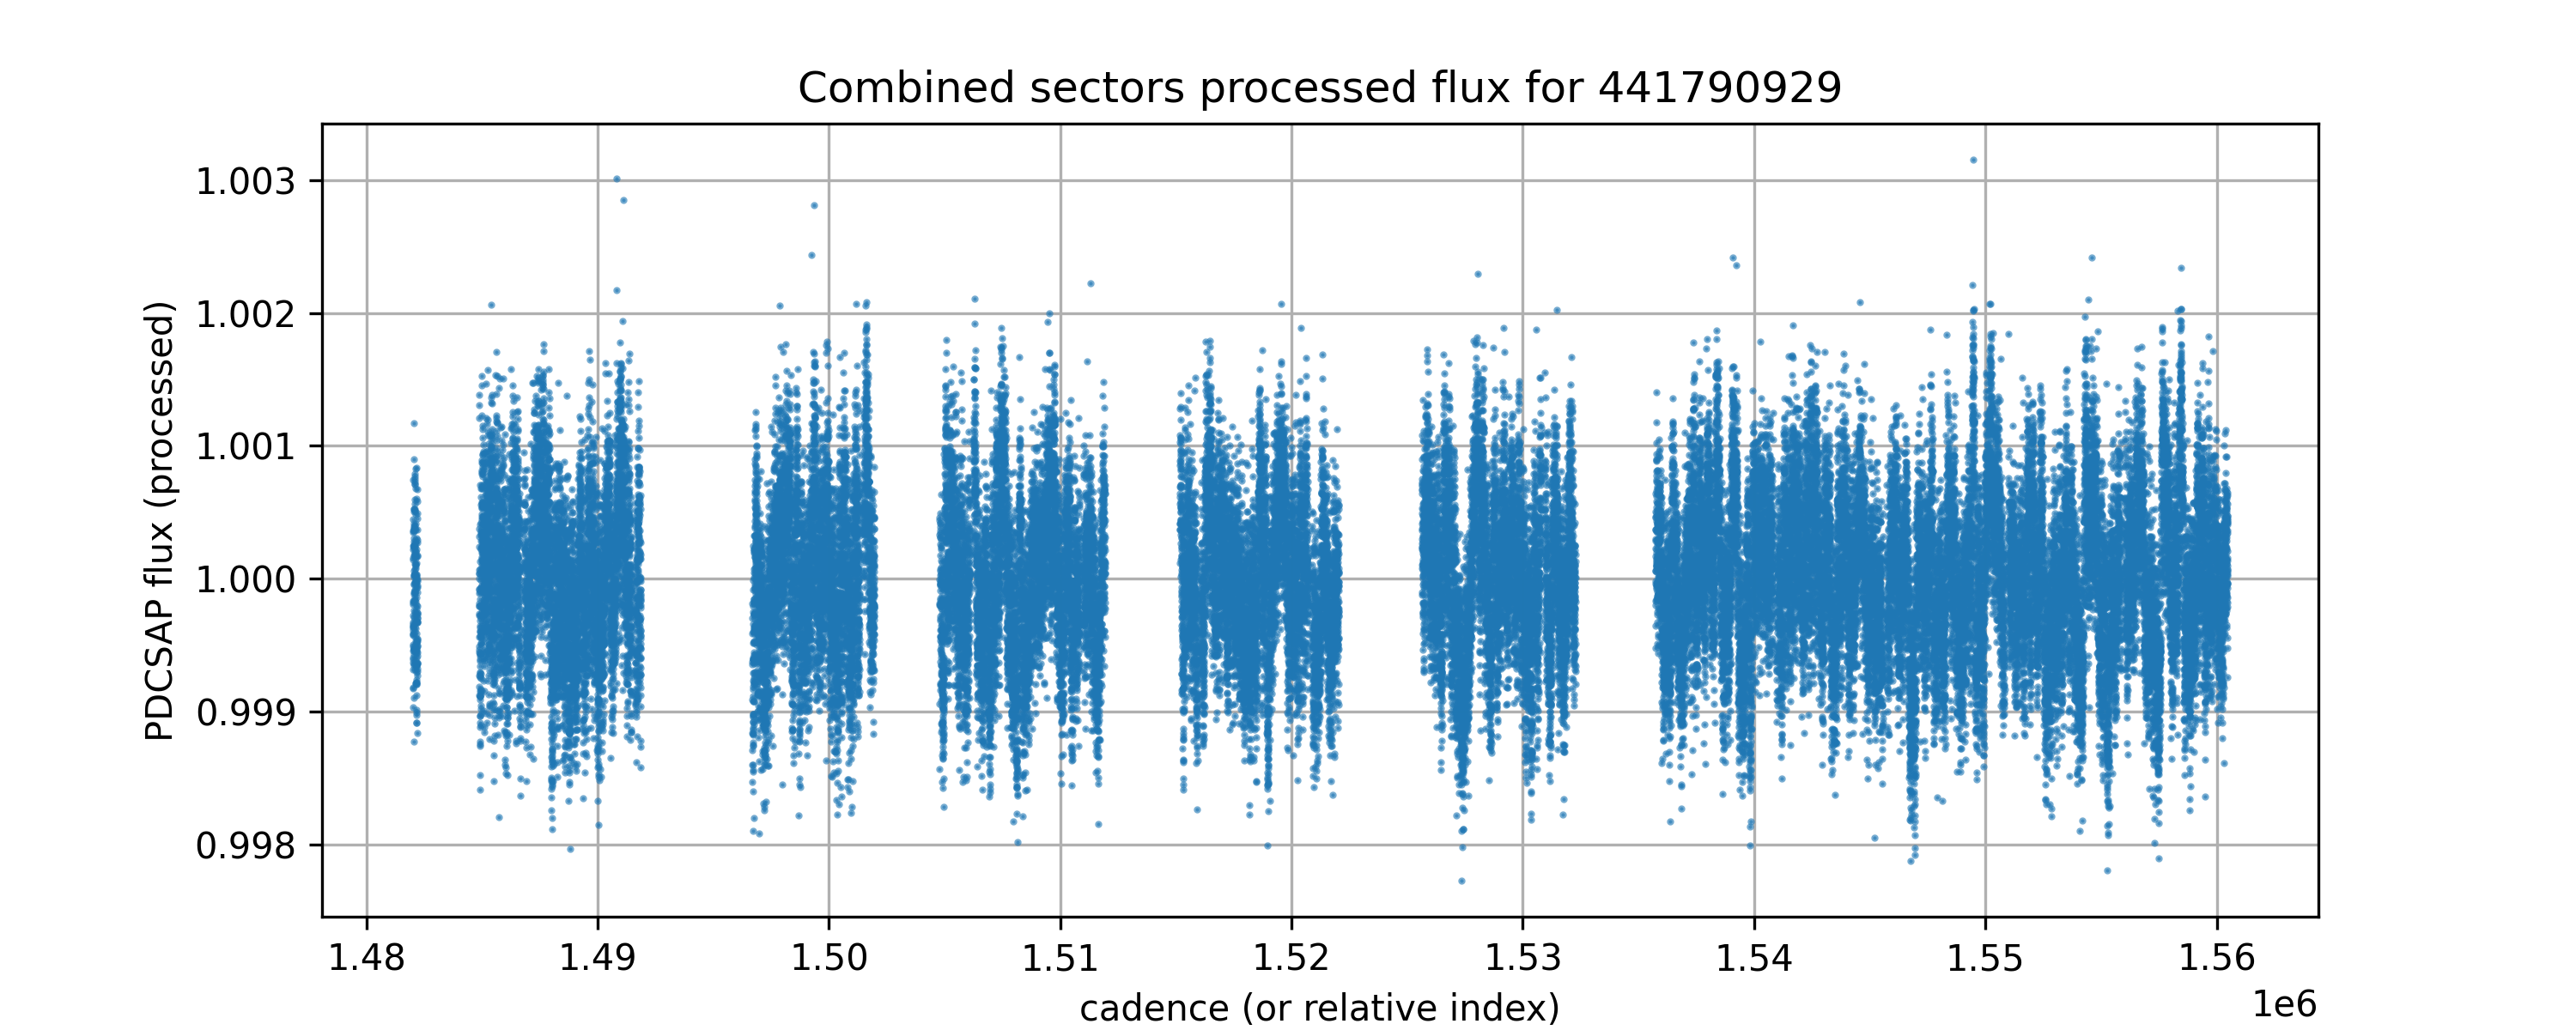 Combined sectors processed flux for 441790929
PDCSAP flux (processed)
1.003
1.002
1.001
1.000
0.999
0.998
1.48 1.49 1.50 1.51 1.52 1.53 1.54 1.55 1.56
1e6
cadence (or relative index)